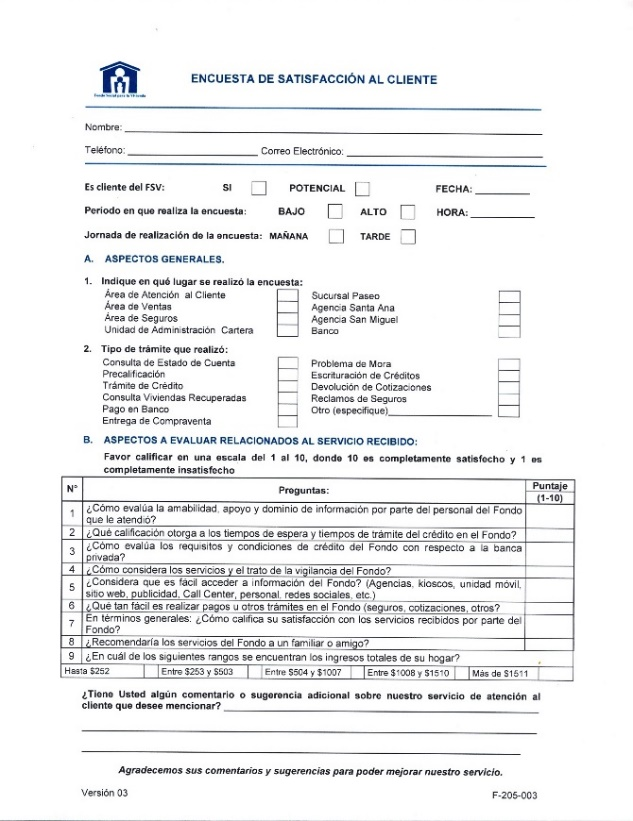 Fondo Social para la Vivienda
ENCUESTA DE SATISFACCIÓN AL CLIENTE
Nombre:
Teléfono: Correo Electrónico:
Es cliente del FSV: SI POTENCIAL FECHA:
Periodo en que realiza la encuesta: BAJO ALTO HORA:
Jornada de realización de la encuesta: MAÑANA TARDE
A. ASPECTOS GENERALES.
1. Indique en qué lugar se realizó la encuesta:
Área de Atención al Cliente Sucursal Paseo
Área de Ventas Agencia Santa Ana
Área de Seguros Agencia San Miguel
Unidad de Administración Cartera Banco
2. Tipo de trámite que realizó:
Consulta de Estado de Cuenta Problema de Mora
Precalificación Escrituración de Créditos
Trámite de Crédito Devolución de Cotizaciones
Consulta Viviendas Recuperadas Reclamos de Seguros
Pago en Banco Otro (especifique)
Entrega de Compraventa
B. ASPECTOS A EVALUAR RELACIONADOS AL SERVICIO RECIBIDO:
Favor calificar en una escala del 1 al 10, donde 10 es completamente satisfecho y 1 es
completamente insatisfecho
N° Preguntas: Puntaje
(1-10)
1 ¿Cómo evalúa la amabilidad, apoyo y dominio de información por parte del personal del Fondo
que le atendió?
2 ¿Qué calificación otorga a los tiempos de espera y tiempos de trámite del crédito en el Fondo?
3 ¿Cómo evalúa los requisitos y condiciones de crédito del Fondo con respecto a la banca
privada?
4 ¿Cómo considera los servicios y el trato de la vigilancia del Fondo?
5 ¿Considera que es fácil acceder a información del Fondo? (Agencias, kioscos, unidad móvil,
sitio web, publicidad, Call Center, personal, redes sociales, etc.)
6 ¿Qué tan fácil es realizar pagos u otros trámites en el Fondo (seguros, cotizaciones, otros?
7 En términos generales: ¿Cómo califica su satisfacción con los servicios recibidos por parte del
Fondo?
8 ¿Recomendaría los servicios del Fondo a un familiar o amigo?
9 ¿En cuál de los siguientes rangos se encuentran los ingresos totales de su hogar?
Hasta $252 Entre $253 y $503 Entre $504 y $1007 Entre $1008 y $1510 Más de $1511
¿Tiene Usted algún comentario o sugerencia adicional sobre nuestro servicio de atención al
cliente que desee mencionar?
Agradecemos sus comentarios y sugerencias para poder mejorar nuestro servicio.
Versión 03 F-205-003